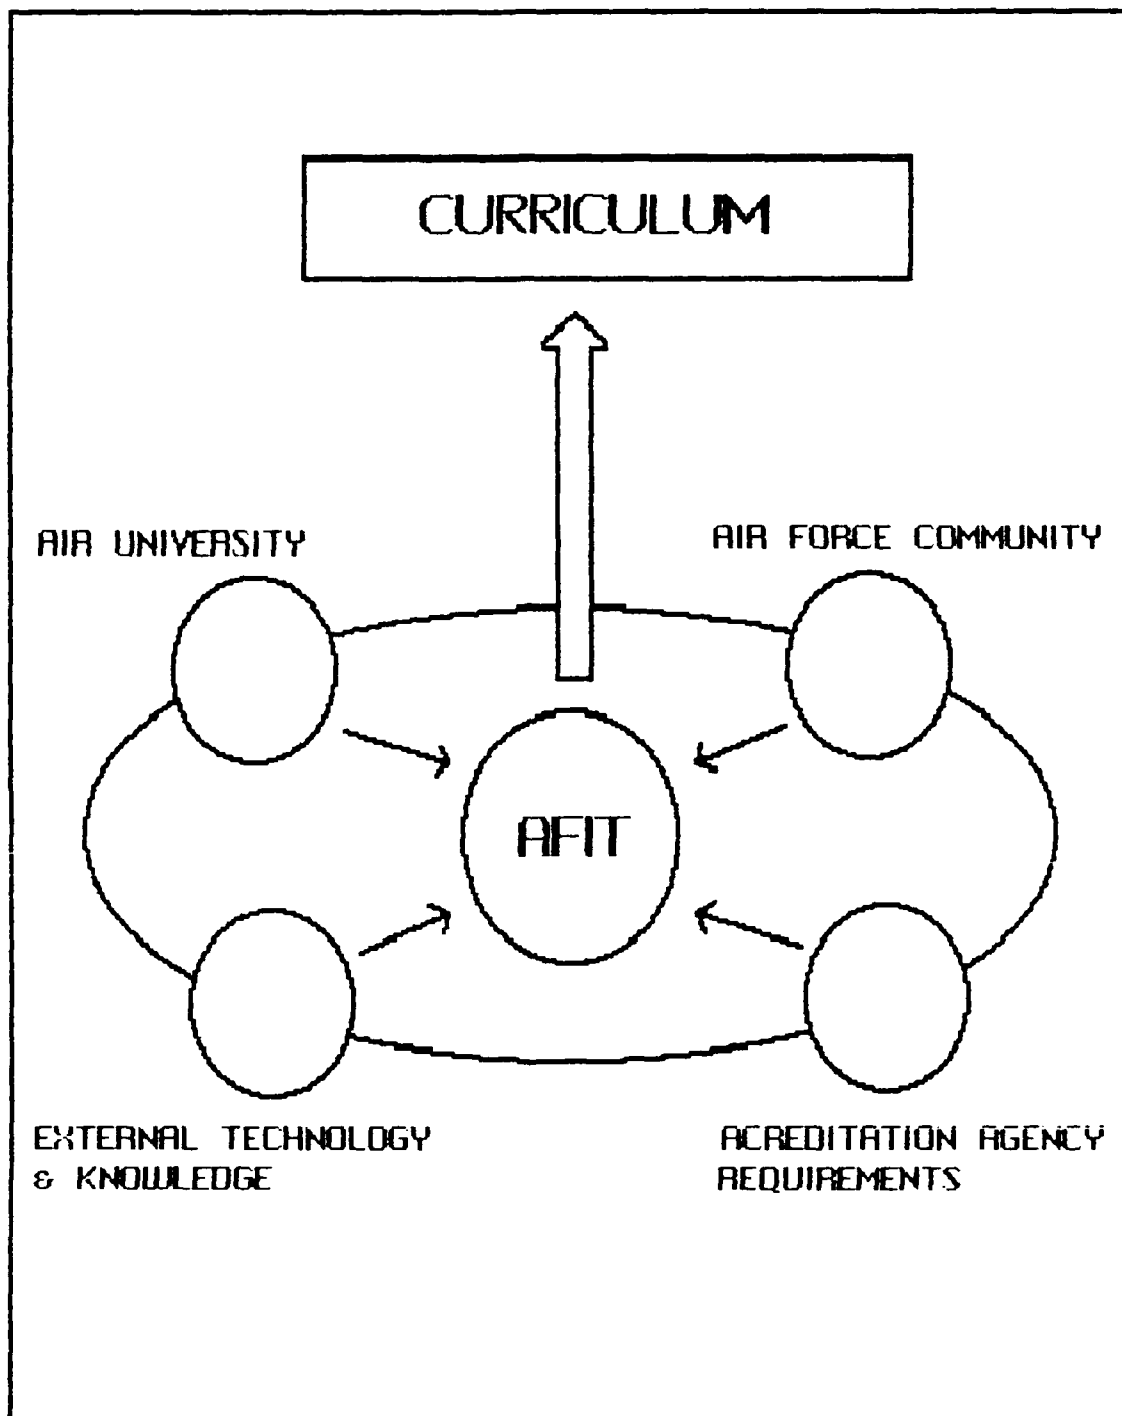 CURRICULUM
AIR UNIVERSITY
AIR FORCE COMMUNITY
AFIT
EXTERNAL TECHNOLOGY
& KNOWLEDGE
ACREDITATION AGENCY
REQUIREMENTS